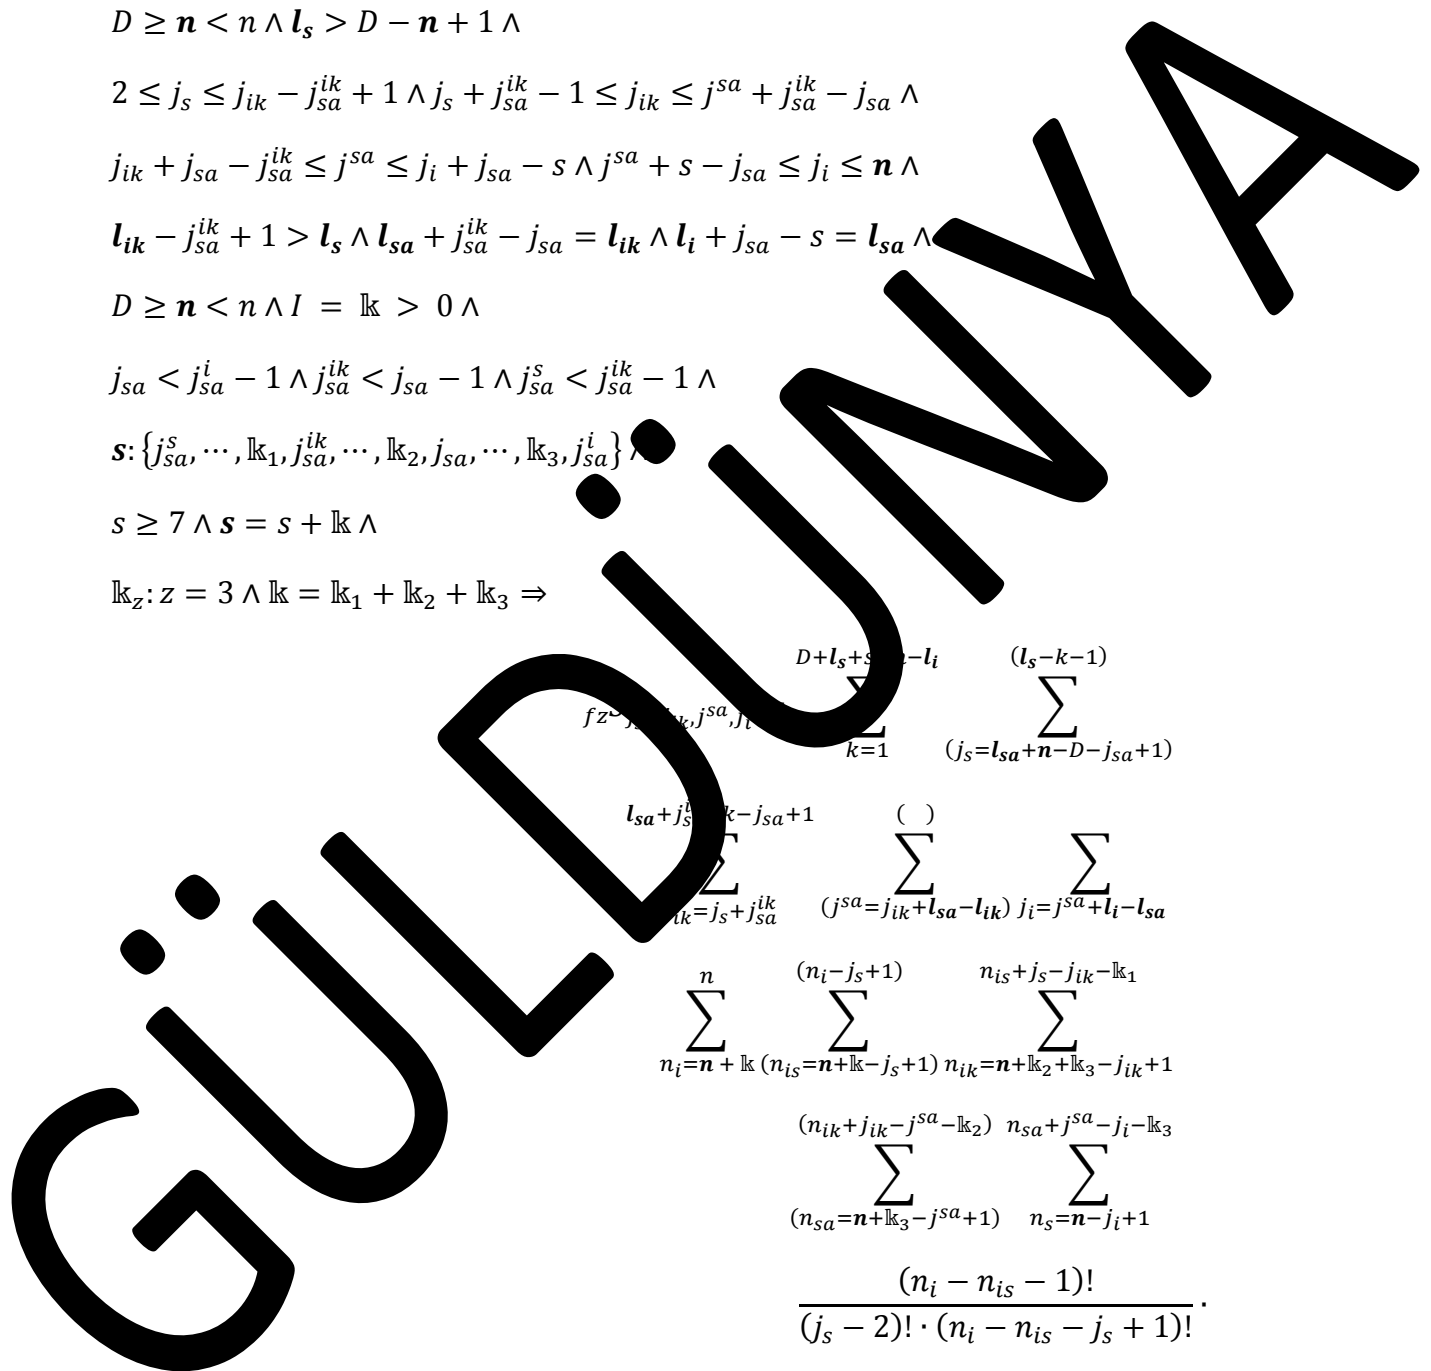 D ≥ 𝒏 < n ∧ 𝒍_𝒔 > D − 𝒏 + 1 ∧
2 ≤ j_s ≤ j_{ik} − j_{sa}^{ik} + 1 ∧ j_s + j_{sa}^{ik} − 1 ≤ j_{ik} ≤ j^{sa} + j_{sa}^{ik} − j_{sa} ∧
j_{ik} + j_{sa} − j_{sa}^{ik} ≤ j^{sa} ≤ j_i + j_{sa} − s ∧ j^{sa} + s − j_{sa} ≤ j_i ≤ 𝒏 ∧
𝒍_{𝒊𝒌} − j_{sa}^{ik} + 1 > 𝒍_𝒔 ∧ 𝒍_{𝒔𝒂} + j_{sa}^{ik} − j_{sa} = 𝒍_{𝒊𝒌} ∧ 𝒍_𝒊 + j_{sa} − s = 𝒍_{𝒔𝒂} ∧
D ≥ 𝒏 < n ∧ I = 𝕜 > 0 ∧
j_{sa} < j_{sa}^i − 1 ∧ j_{sa}^{ik} < j_{sa} − 1 ∧ j_{sa}^s < j_{sa}^{ik} − 1 ∧
𝒔: {j_{sa}^s, ⋯ , 𝕜_1, j_{sa}^{ik}, ⋯ , 𝕜_2, j_{sa}, ⋯ , 𝕜_3, j_{sa}^i} ∧
s ≥ 7 ∧ 𝒔 = s + 𝕜 ∧
𝕜_z: z = 3 ∧ 𝕜 = 𝕜_1 + 𝕜_2 + 𝕜_3 ⇒
∑_{k=1} ∑_{(j_s=𝒍_{𝒔𝒂}+𝒏−D−j_{sa}+1)}^{(𝒍_𝒔−k−1)}
∑ ∑_{(j^{sa}=j_{ik}+𝒍_{𝒔𝒂}−𝒍_{𝒊𝒌})}^{( )} ∑_{j_i=j^{sa}+𝒍_𝒊−𝒍_{𝒔𝒂}}
∑_{n_i=𝒏+𝕜}^{n} ∑_{(n_{is}=𝒏+𝕜−j_s+1)}^{(n_i−j_s+1)} ∑_{n_{ik}=𝒏+𝕜_2+𝕜_3−j_{ik}+1}^{n_{is}+j_s−j_{ik}−𝕜_1}
∑_{(n_{sa}=𝒏+𝕜_3−j^{sa}+1)}^{(n_{ik}+j_{ik}−j^{sa}−𝕜_2)} ∑_{n_s=𝒏−j_i+1}^{n_{sa}+j^{sa}−j_i−𝕜_3}
(n_i − n_{is} − 1)!
(j_s − 2)! · (n_i − n_{is} − j_s + 1)! ·
GÜLDÜNYA